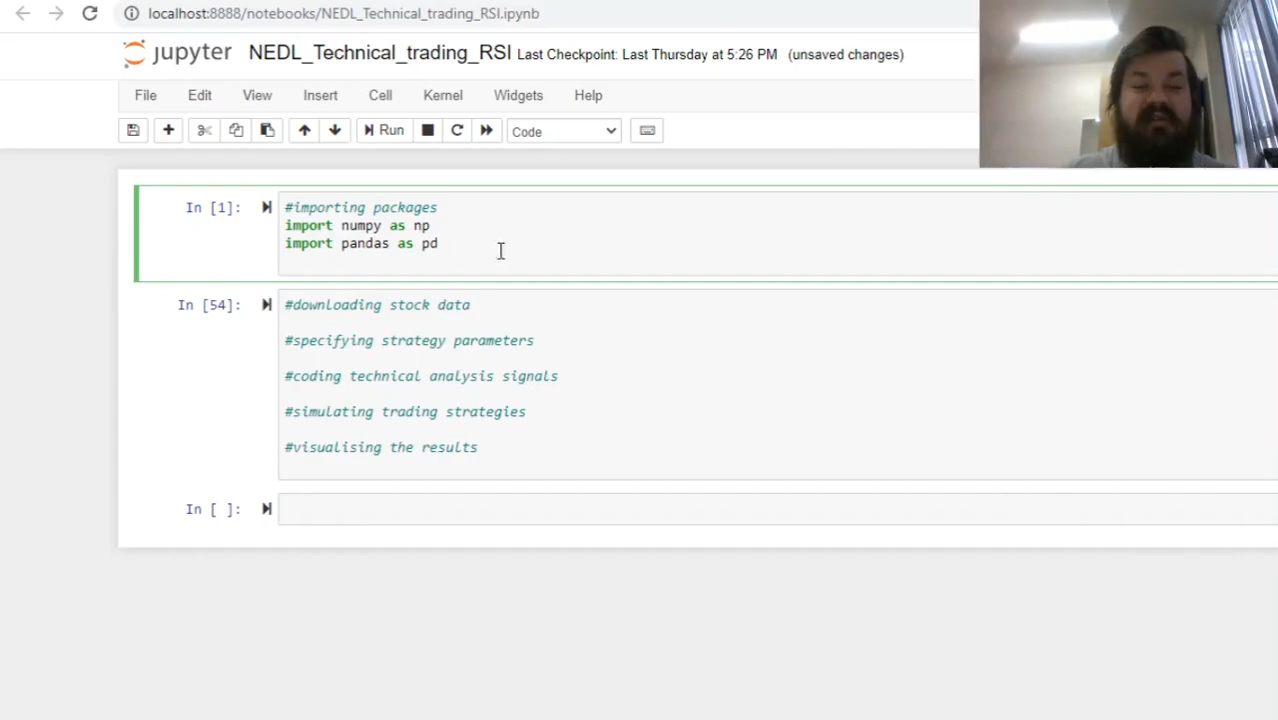 localhost:8888/notebooks/NEDL_Technical_trading_RSI.ipynb
jupyter NEDL_Technical_trading_RSI Last Checkpoint: Last Thursday at 5:26 PM (unsaved changes)
File Edit View Insert Cell Kernel Widgets Help
Run Code
In [1]: #importing packages
import numpy as np
import pandas as pd
In [54]: #downloading stock data
#specifying strategy parameters
#coding technical analysis signals
#simulating trading strategies
#visualising the results
In [ ]: